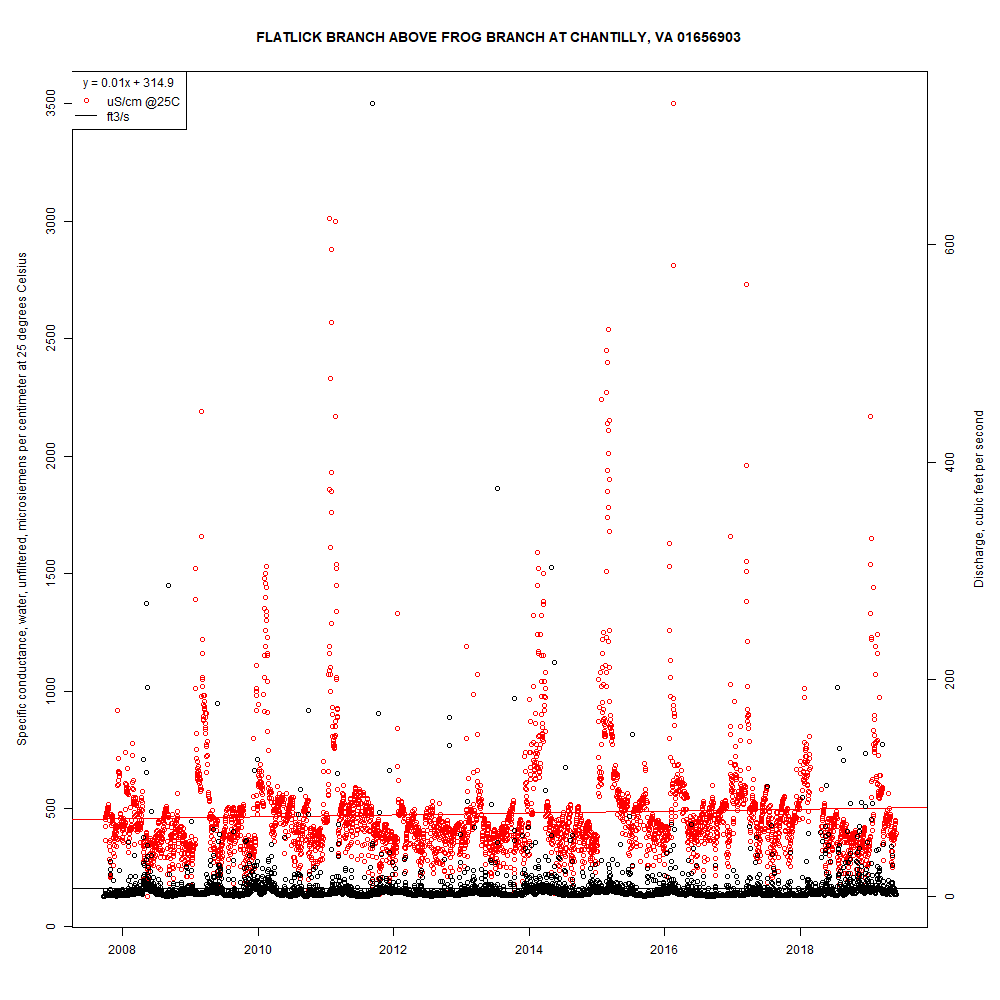 FLATLICK BRANCH ABOVE FROG BRANCH AT CHANTILLY, VA 01656903
y = 0.01x + 314.9
uS/cm @25C
ft3/s
Specific conductance, water, unfiltered, microsiemens per centimeter at 25 degrees Celsius
3500
3000
2500
2000
1500
1000
500
0
600
400
200
0
Discharge, cubic feet per second
2008 2010 2012 2014 2016 2018